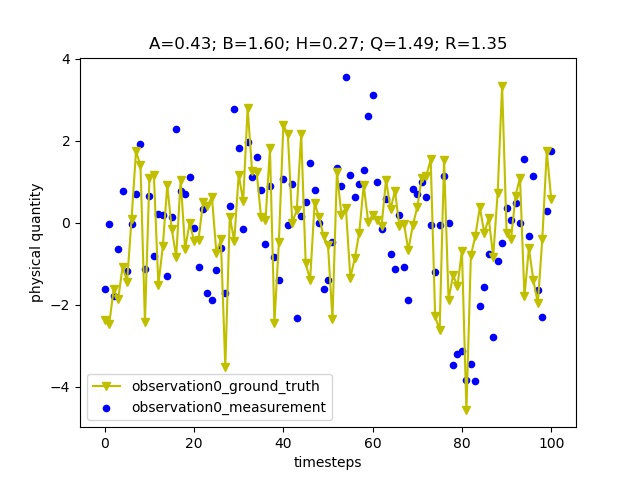 A=0.43; B=1.60; H=0.27; Q=1.49; R=1.35
physical quantity
4
2
0
−2
−4
observation0_ground_truth
observation0_measurement
0 20 40 60 80 100
timesteps